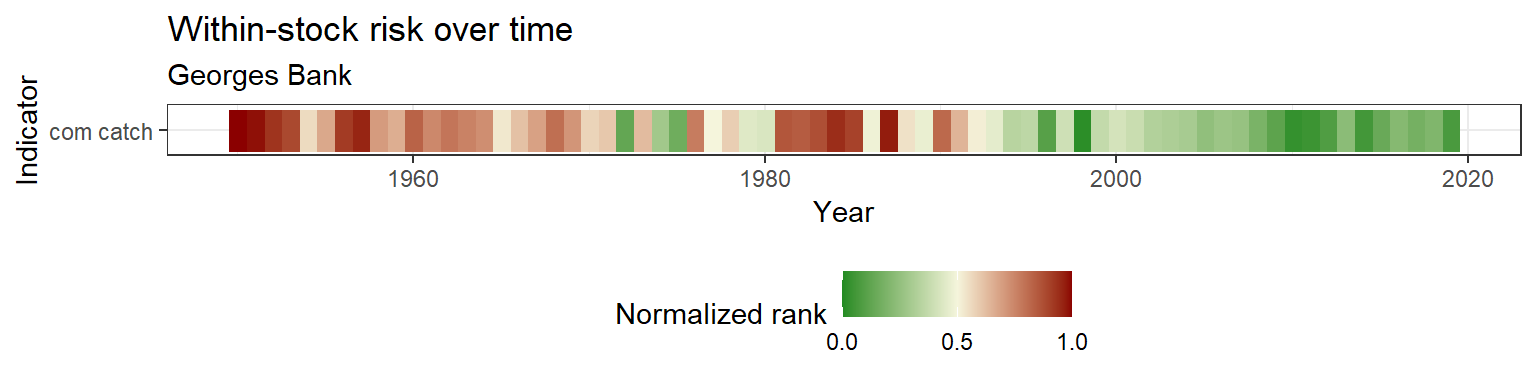 Within-stock risk over time
Georges Bank
Indicator
com catch
1960 1980 2000 2020
Year
Normalized rank
0.0 0.5 1.0